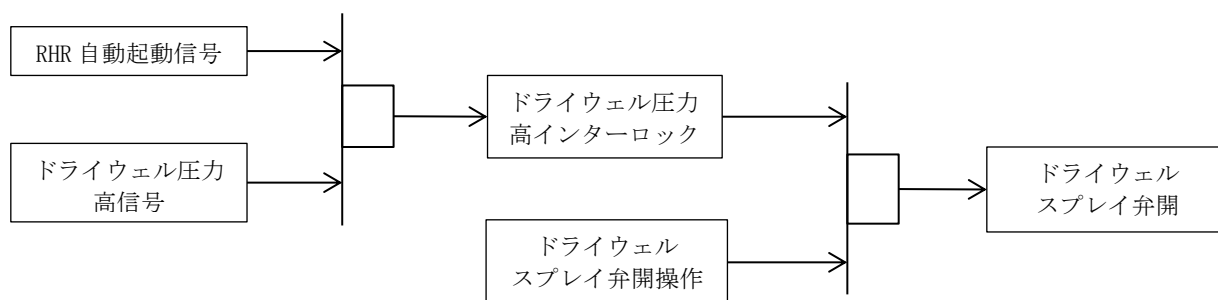 RHR 自動起動信号
ドライウェル圧力
高信号
ドライウェル圧力
高インターロック
ドライウェル
スプレイ弁開操作
ドライウェル
スプレイ弁開